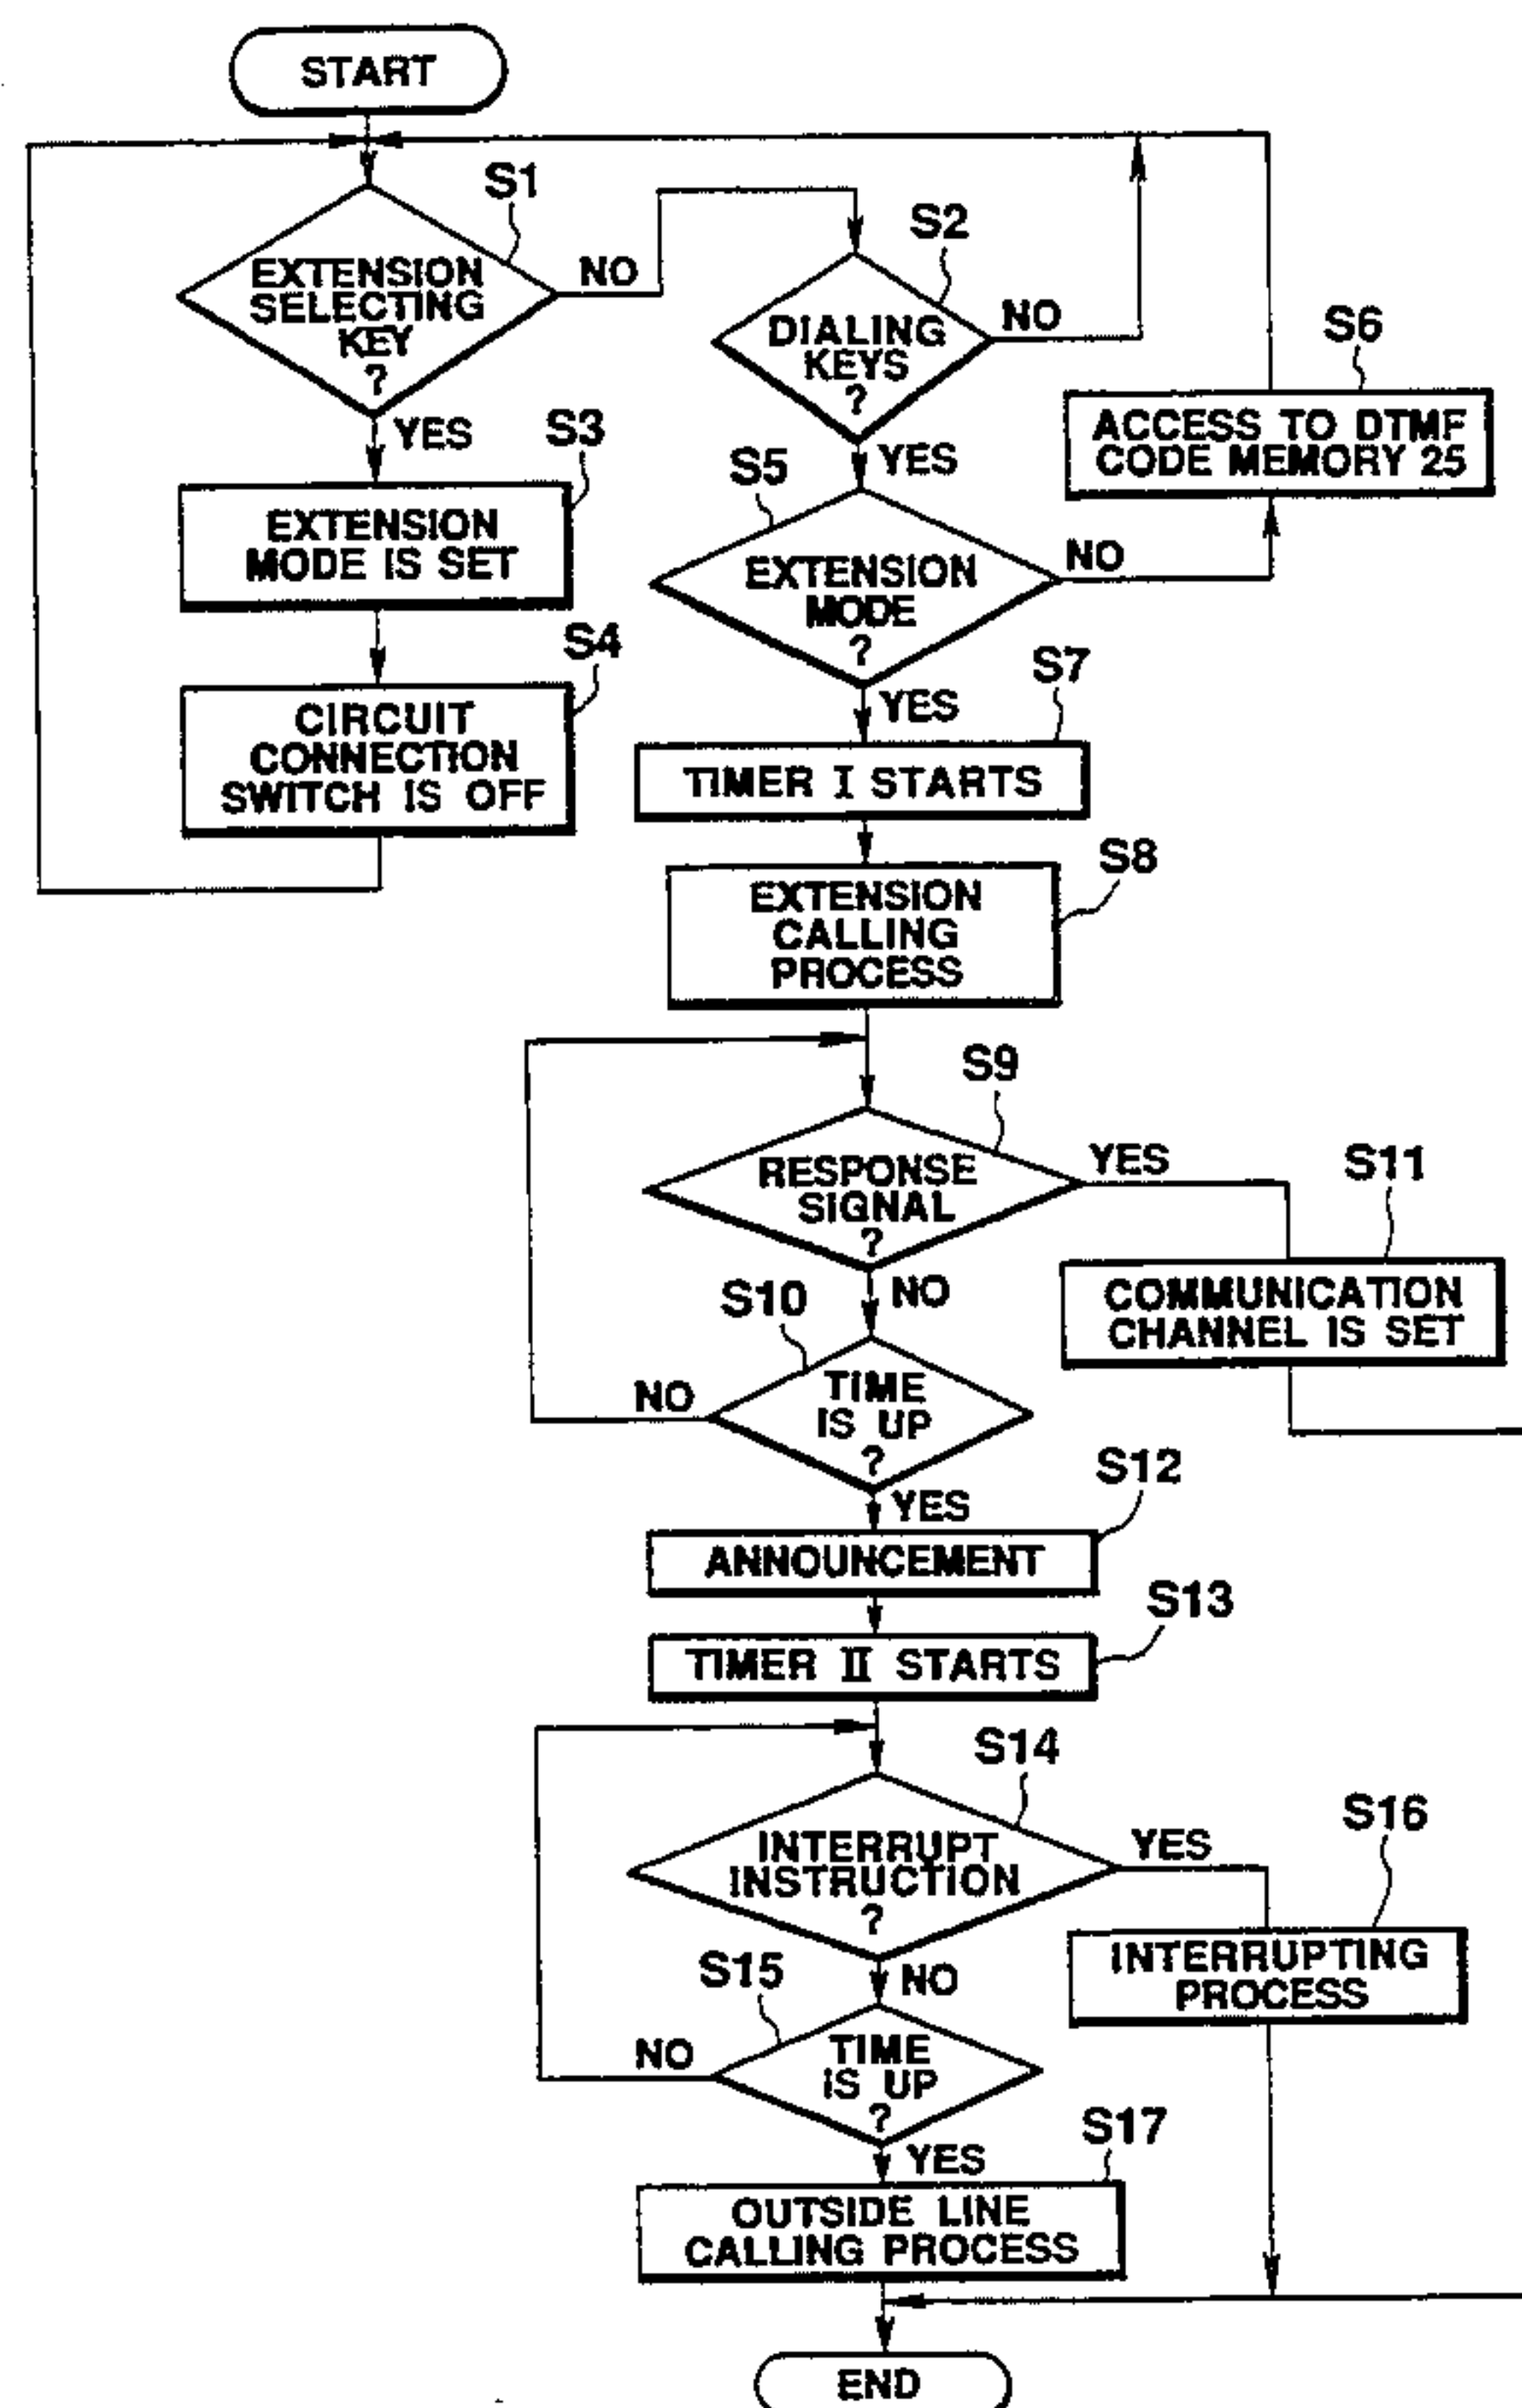 START
S1
EXTENSION
SELECTING
KEY
?
NO
YES
S2
DIALING
KEYS
?
NO
YES
S3
EXTENSION
MODE IS SET
S4
CIRCUIT
CONNECTION
SWITCH IS OFF
S5
EXTENSION
MODE
?
NO
YES
S6
ACCESS TO DTMF
CODE MEMORY 25
S7
TIMER I STARTS
S8
EXTENSION
CALLING
PROCESS
S9
RESPONSE
SIGNAL
?
YES
NO
S11
COMMUNICATION
CHANNEL IS SET
S10
TIME
IS UP
?
NO
YES
S12
ANNOUNCEMENT
S13
TIMER II STARTS
S14
INTERRUPT
INSTRUCTION
?
YES
NO
S16
INTERRUPTING
PROCESS
S15
TIME
IS UP
?
NO
YES
S17
OUTSIDE LINE
CALLING PROCESS
END